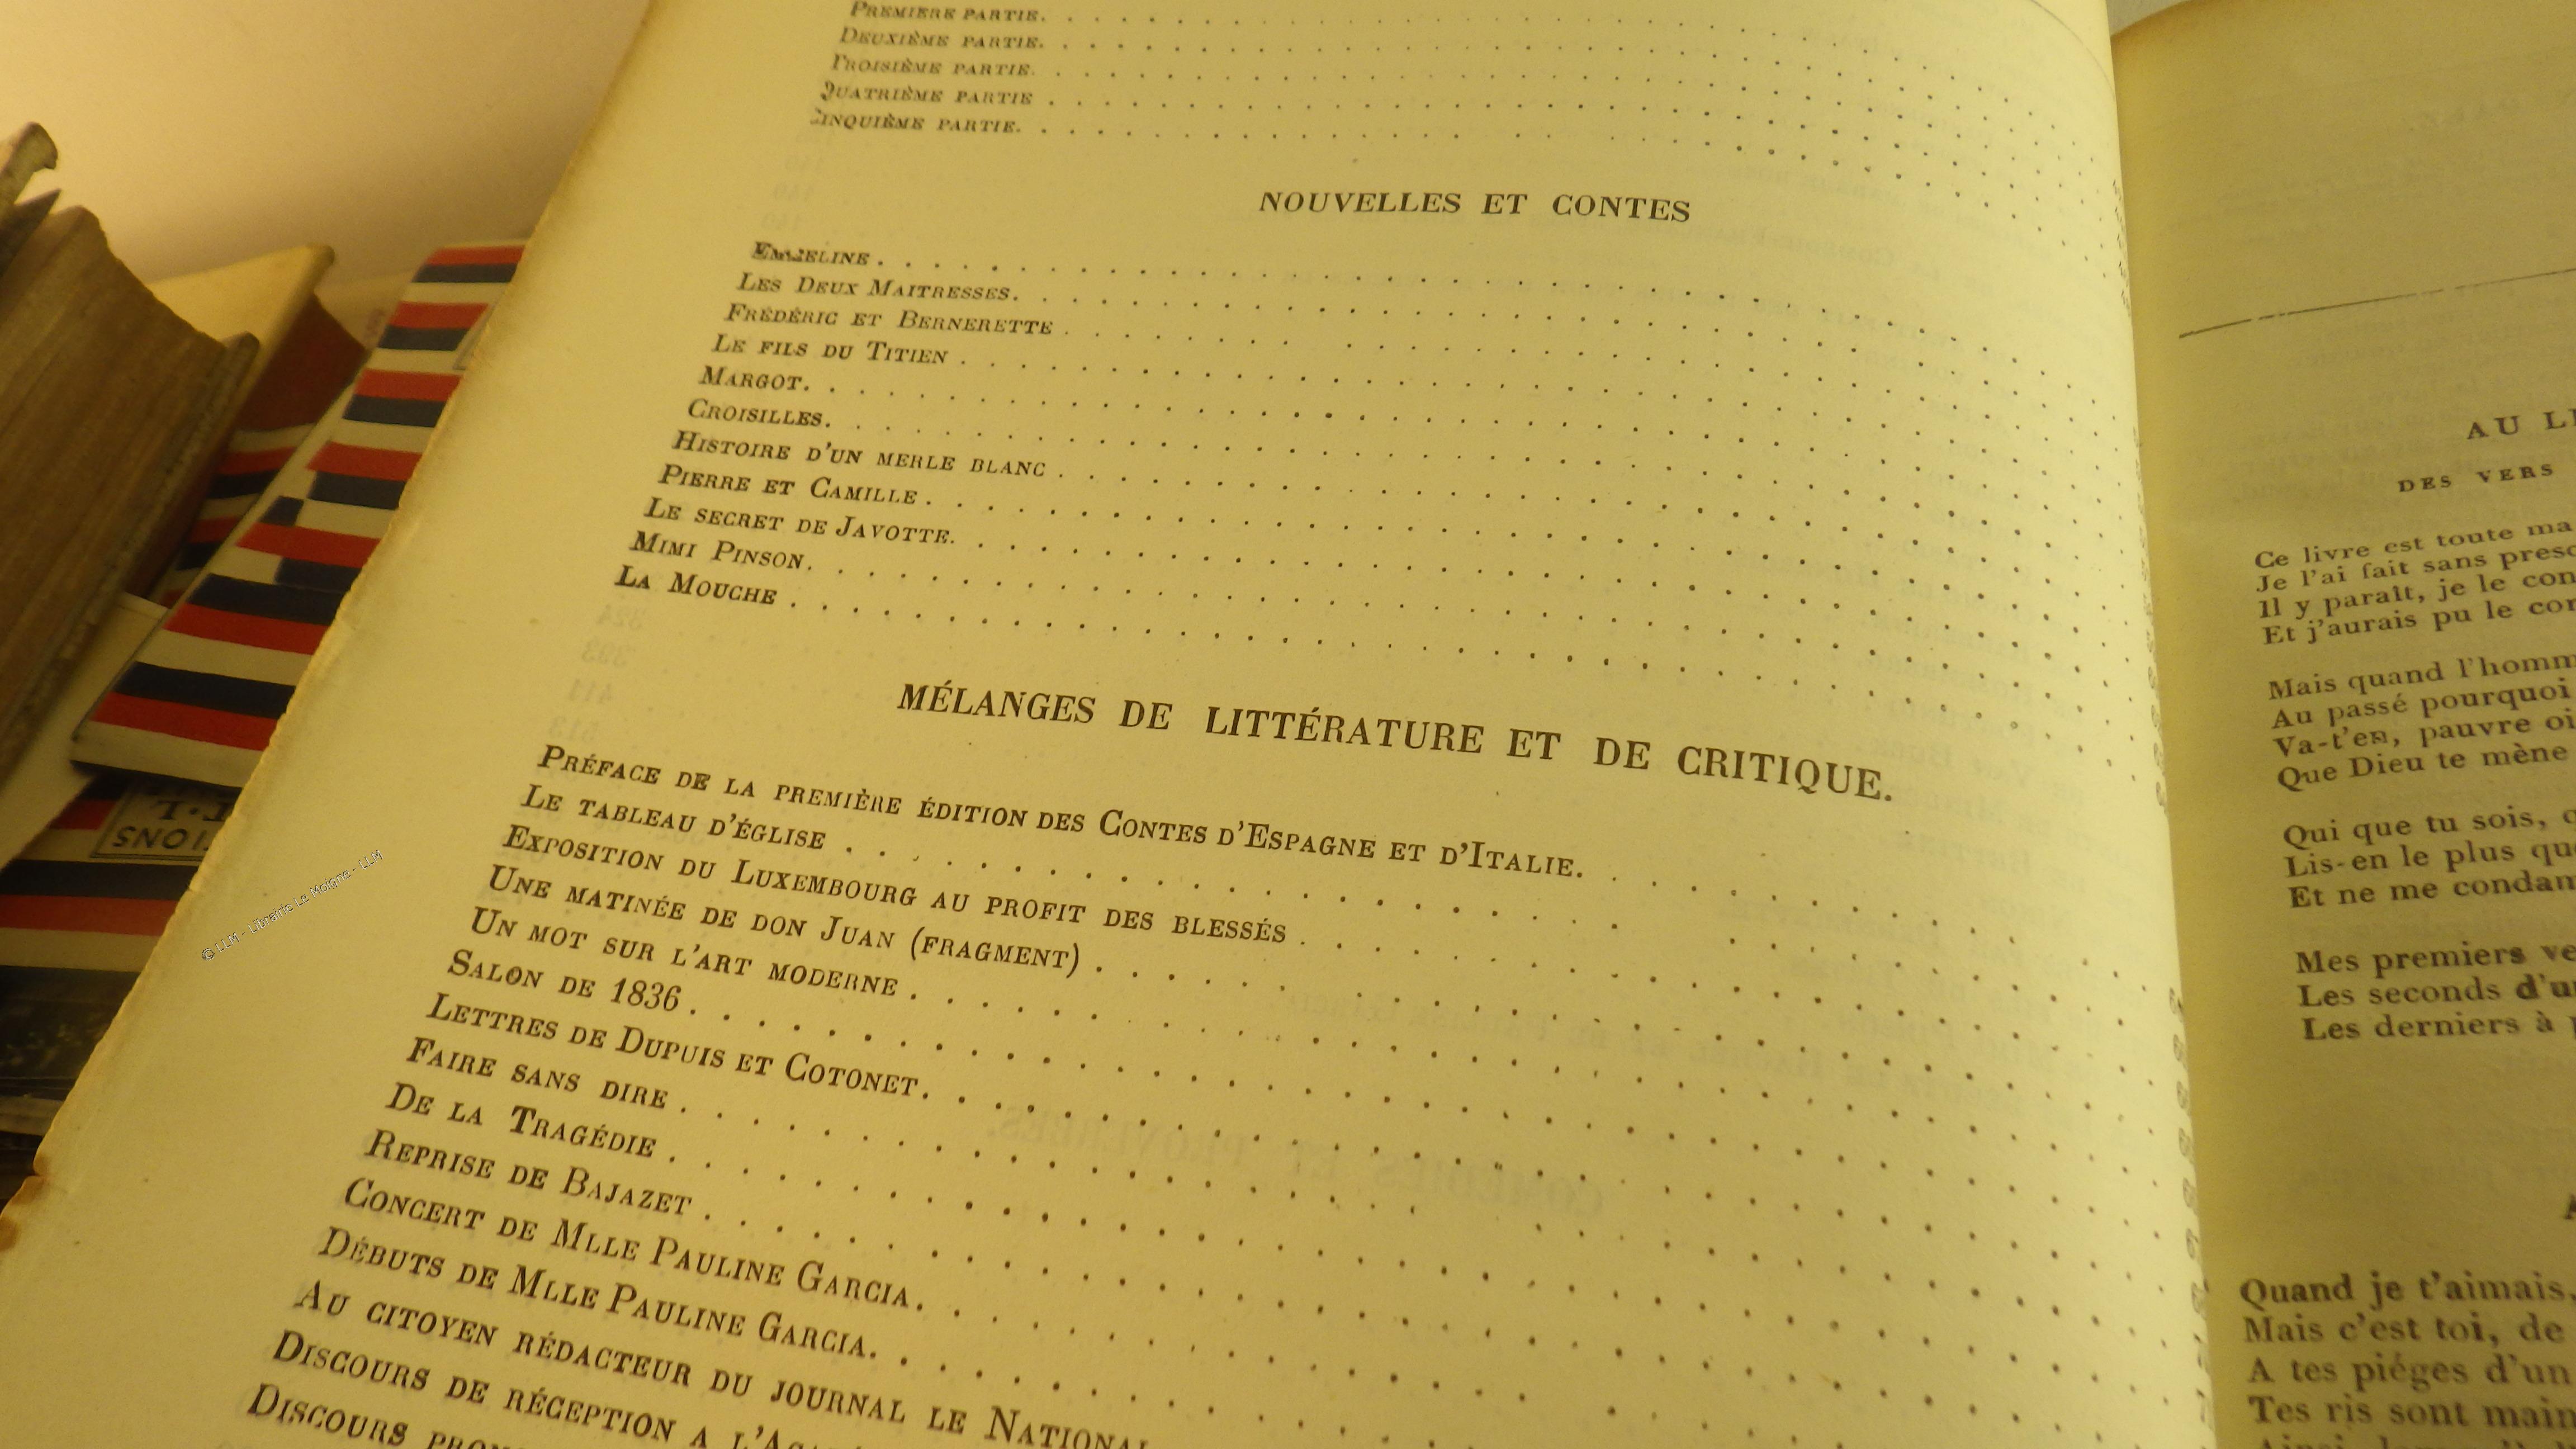 PREMIÈRE PARTIE.
DEUXIÈME PARTIE.
TROISIÈME PARTIE.
QUATRIÈME PARTIE
CINQUIÈME PARTIE.
NOUVELLES ET CONTES
EMMELINE
LES DEUX MAITRESSES.
FRÉDÉRIC ET BERNERETTE
LE FILS DU TITIEN
MARGOT.
CROISILLES.
HISTOIRE D'UN MERLE BLANC
PIERRE ET CAMILLE
LE SECRET DE JAVOTTE.
MIMI PINSON.
LA MOUCHE
MÉLANGES DE LITTÉRATURE ET DE CRITIQUE.
PRÉFACE DE LA PREMIÈRE ÉDITION DES CONTES D'ESPAGNE ET D'ITALIE.
LE TABLEAU D'ÉGLISE
EXPOSITION DU LUXEMBOURG AU PROFIT DES BLESSÉS
UNE MATINÉE DE DON JUAN (FRAGMENT)
UN MOT SUR L'ART MODERNE
SALON DE 1836
LETTRES DE DUPUIS ET COTONET.
FAIRE SANS DIRE
DE LA TRAGÉDIE
REPRISE DE BAJAZET
CONCERT DE MLLE PAULINE GARCIA.
DÉBUTS DE MLLE PAULINE GARCIA.
AU CITOYEN RÉDACTEUR DU JOURNAL LE NATIONAL
DISCOURS DE RÉCEPTION A
DISCOURS
AU
DES VERS
Ce livre est toute ma
Je l'ai fait sans
Il y paraît, je le
Et j'aurais pu le
Mais quand
Au passé pourquoi
Va-t'en, pauvre
Que Dieu te mène
Qui que tu sois,
Lis-en le plus
Et ne me
Mes premiers
Les seconds
Les derniers à
Quand je t'aimais,
Mais c'est toi, de
A tes piéges d'un
Tes ris sont
© LLM - Librairie Le Moigne - LLM